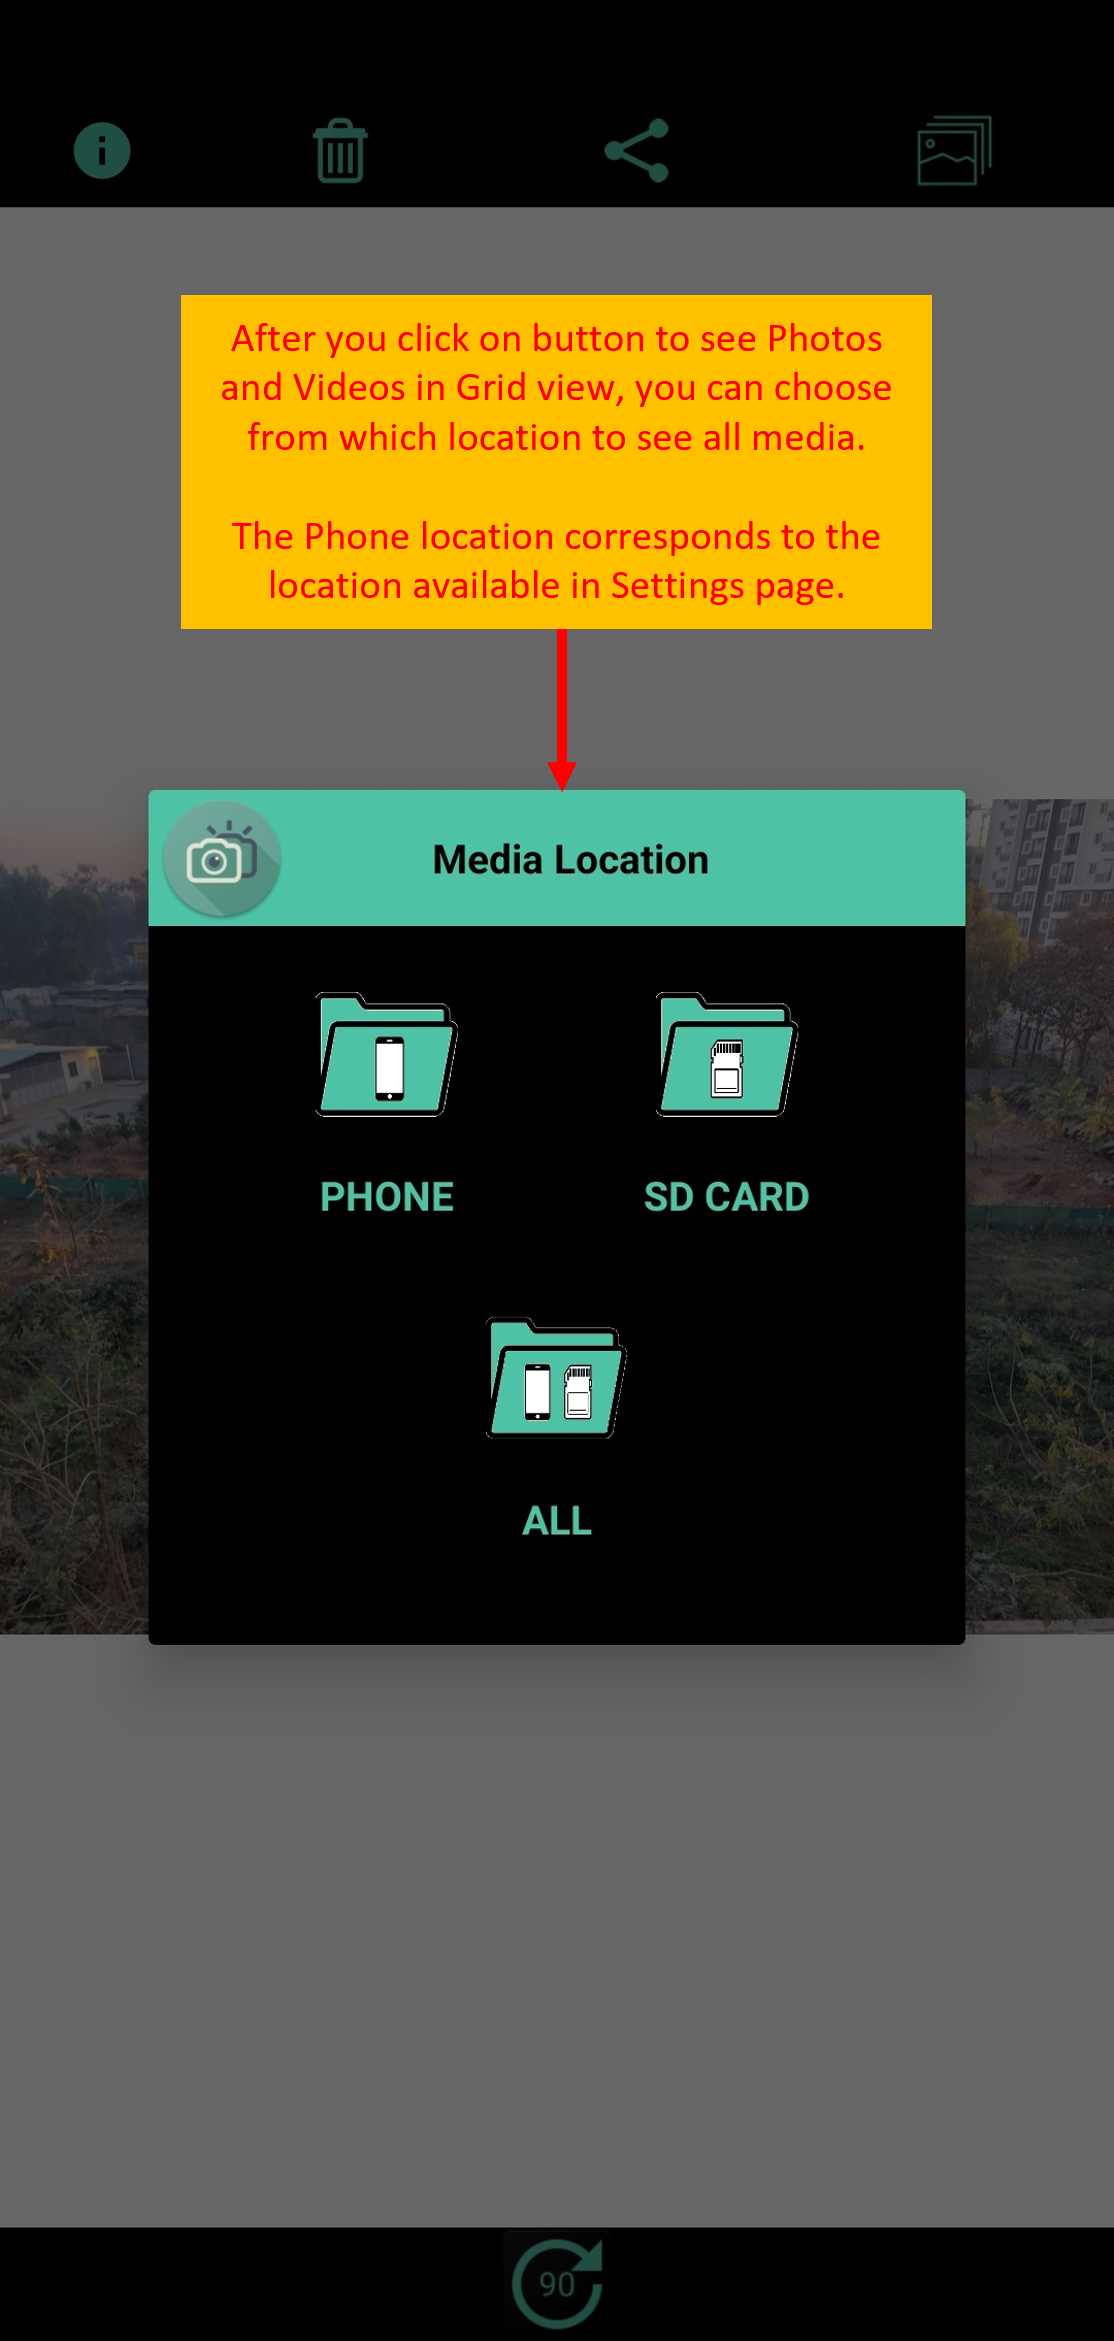 After you click on button to see Photos
and Videos in Grid view, you can choose
from which location to see all media.
The Phone location corresponds to the
location available in Settings page.
Media Location
PHONE
SD CARD
ALL
90